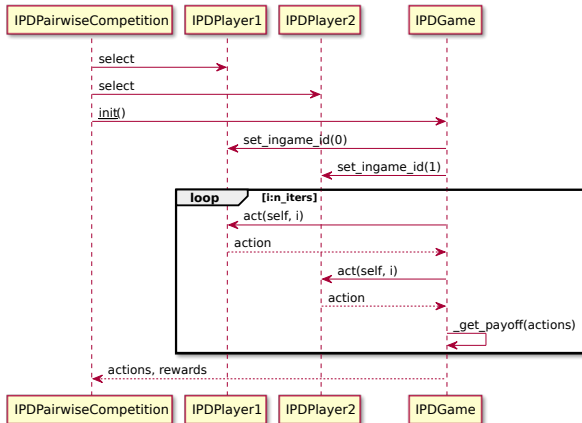 IPDPairwiseCompetition IPDPlayer1 IPDPlayer2 IPDGame
select
select
init()
set_ingame_id(0)
set_ingame_id(1)
loop [i:n_iters]
act(self, i)
action
act(self, i)
action
_get_payoff(actions)
actions, rewards
IPDPairwiseCompetition IPDPlayer1 IPDPlayer2 IPDGame